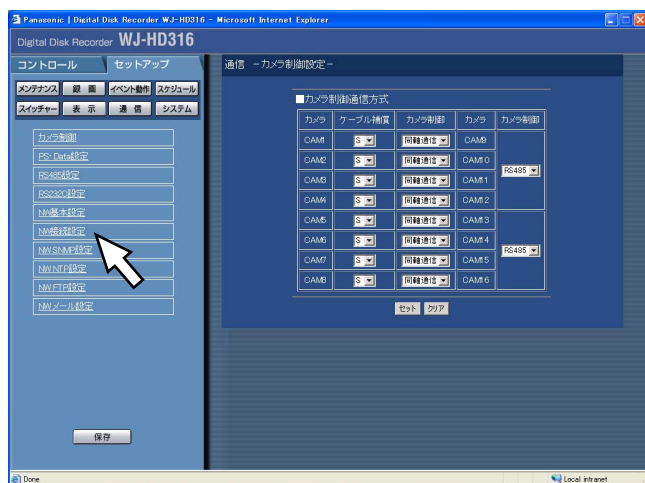 Panasonic | Digital Disk Recorder WJ-HD316 - Microsoft Internet Explorer
Digital Disk Recorder WJ-HD316
コントロール セットアップ
メンテナンス 録 画 イベント動作 スケジュール
スイッチャー 表 示 通 信 システム
カメラ制御
PS･Data設定
RS485設定
RS232C設定
NW基本設定
NW接続設定
NW SNMP設定
NW NTP設定
NW FTP設定
NW メール設定
保存
通信 －カメラ制御設定－
■カメラ制御通信方式
カメラ ケーブル補償 カメラ制御 カメラ カメラ制御
CAM1 S 同軸通信 CAM9
CAM2 S 同軸通信 CAM10
RS485
CAM3 S 同軸通信 CAM11
CAM4 S 同軸通信 CAM12
CAM5 S 同軸通信 CAM13
CAM6 S 同軸通信 CAM14
RS485
CAM7 S 同軸通信 CAM15
CAM8 S 同軸通信 CAM16
セット クリア
Done Local intranet